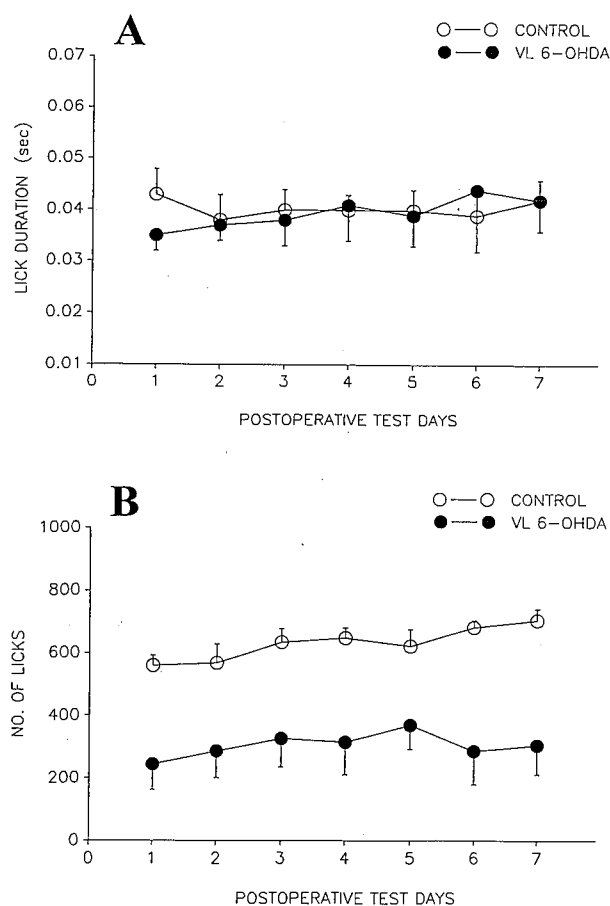 A
CONTROL
VL 6-OHDA
0.07
0.06
0.05
0.04
0.03
0.02
0.01
LICK DURATION (sec)
0 1 2 3 4 5 6 7
POSTOPERATIVE TEST DAYS
B
CONTROL
VL 6-OHDA
1000
800
600
400
200
0
NO. OF LICKS
0 1 2 3 4 5 6 7
POSTOPERATIVE TEST DAYS